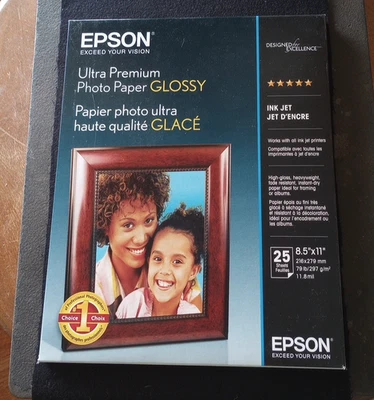 EPSON
EXCEED YOUR VISION
Ultra Premium
Photo Paper GLOSSY
Papier photo ultra
haute qualité GLACÉ
DESIGNED for
EXCELLENCE
INK JET
JET D'ENCRE
Works with all ink jet printers
Compatible avec toutes les
imprimantes à jet d'encre
High-gloss, heavyweight,
fade resistant, instant-dry
paper ideal for framing
or albums.
Papier épais au fini très
glacé à séchage instantané
et résistant à la décoloration,
idéal pour l'encadrement ou
les albums.
25
Sheets
Feuilles
8.5"x11"
216x279 mm
79 lb/297 g/m²
11.8 mil
Choice
1
Choix
EPSON
EXCEED YOUR VISION